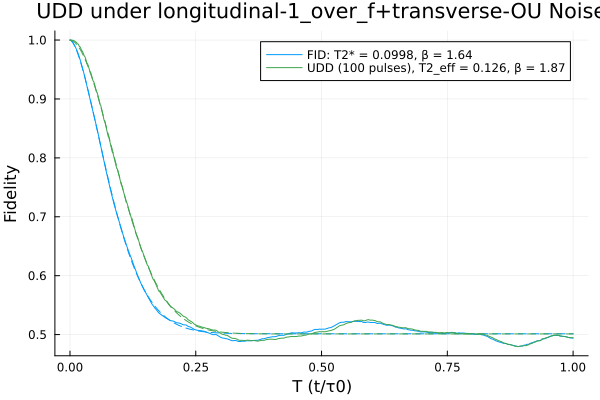 UDD under longitudinal-1_over_f+transverse-OU Noise
FID: T2* = 0.0998, β = 1.64
UDD (100 pulses), T2_eff = 0.126, β = 1.87
Fidelity
1.0
0.9
0.8
0.7
0.6
0.5
0.00 0.25 0.50 0.75 1.00
T (t/τ0)